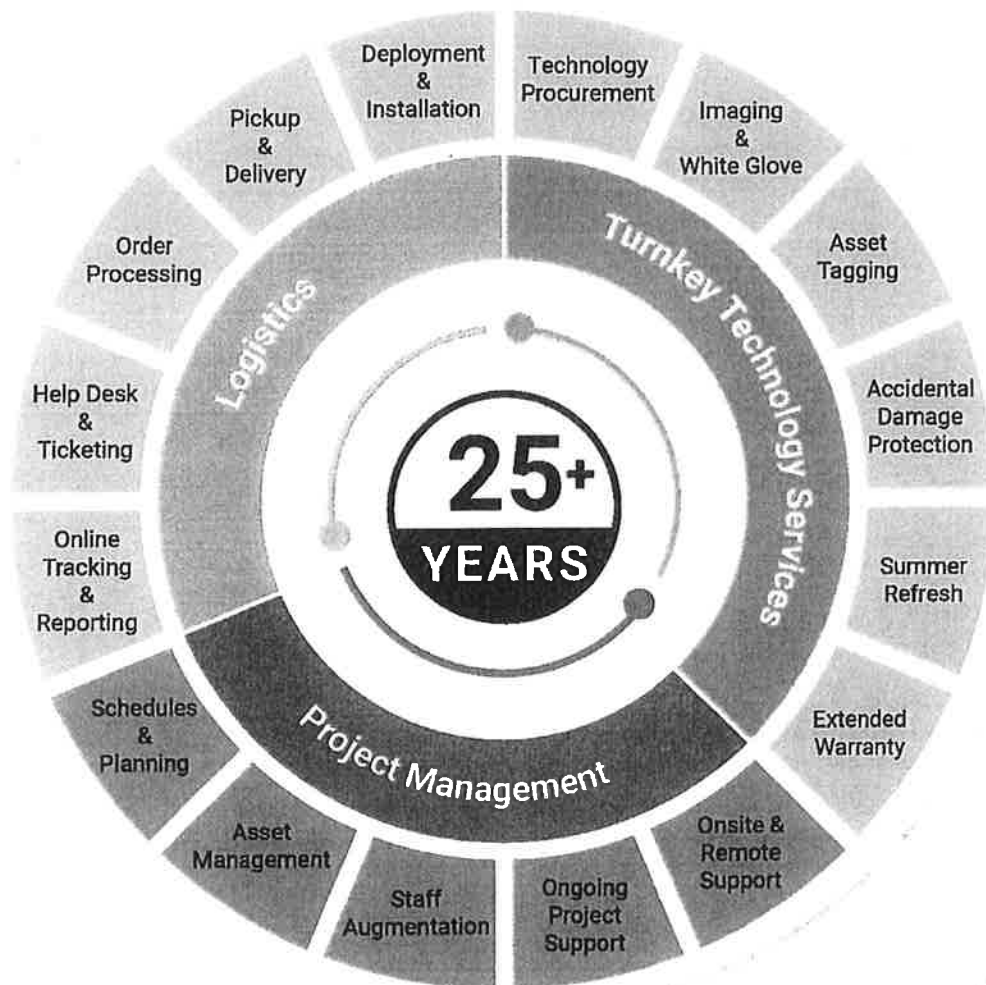 Deployment
&
Installation
Technology
Procurement
Imaging
&
White Glove
Asset
Tagging
Accidental
Damage
Protection
Summer
Refresh
Extended
Warranty
Onsite &
Remote
Support
Ongoing
Project
Support
Staff
Augmentation
Asset
Management
Schedules
&
Planning
Online
Tracking
&
Reporting
Help Desk
&
Ticketing
Order
Processing
Pickup
&
Delivery
Logistics
Turnkey Technology Services
Project Management
25+
YEARS